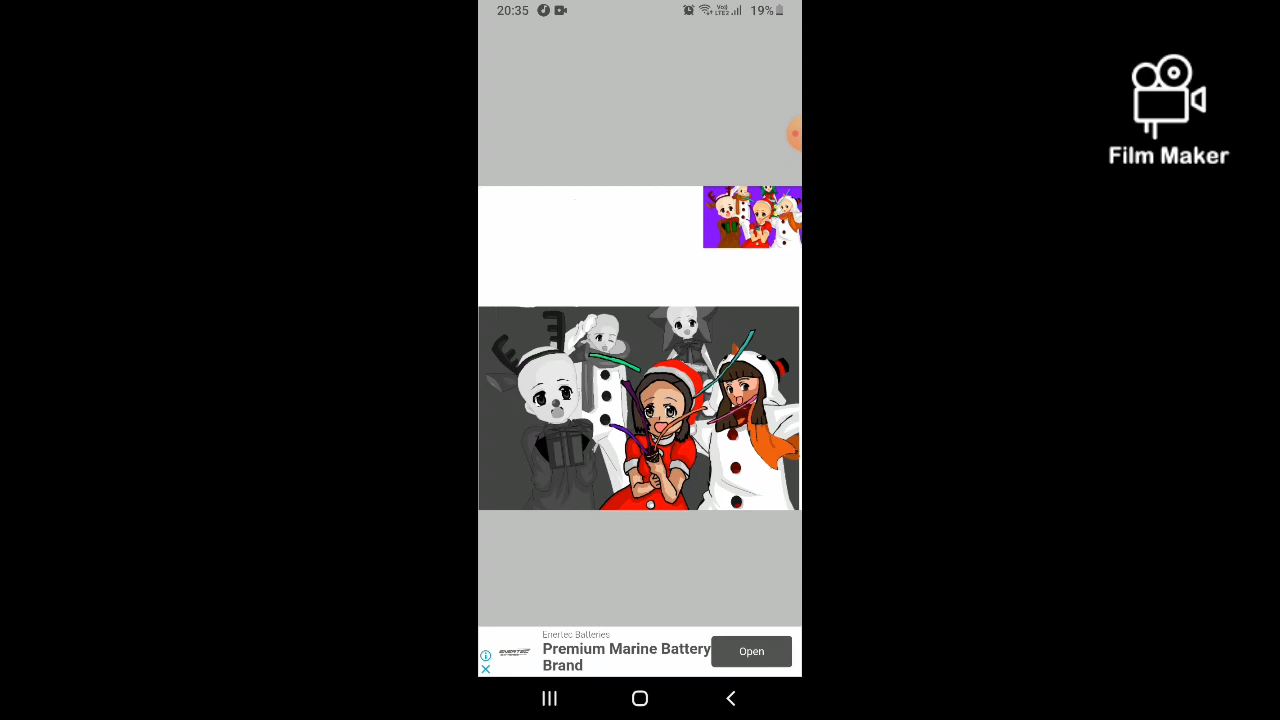 20:35
19%
Film Maker
Enertec Batteries
Premium Marine Battery
Brand
Open